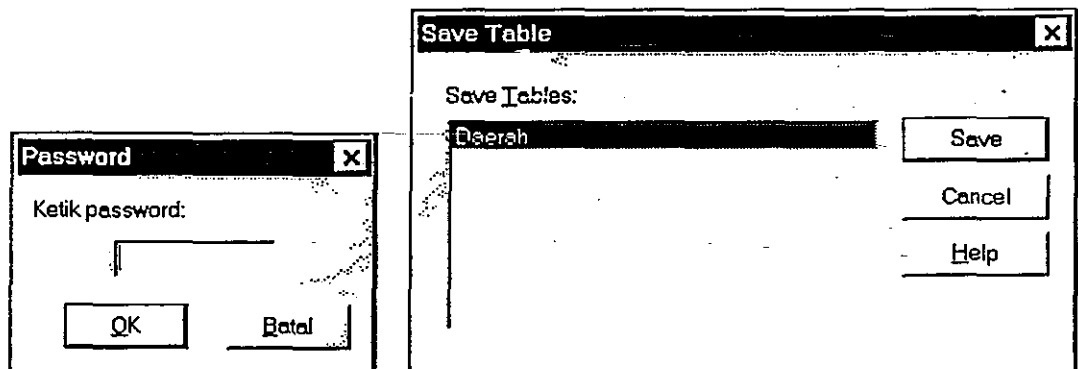 Password
Ketik password:
OK
Batal
Save Table
Save Tables:
Daerah
Save
Cancel
Help